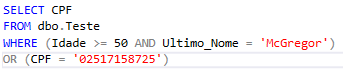 SELECT CPF
FROM dbo.Teste
WHERE (Idade >= 50 AND Ultimo_Nome = 'McGregor')
OR (CPF = '02517158725')